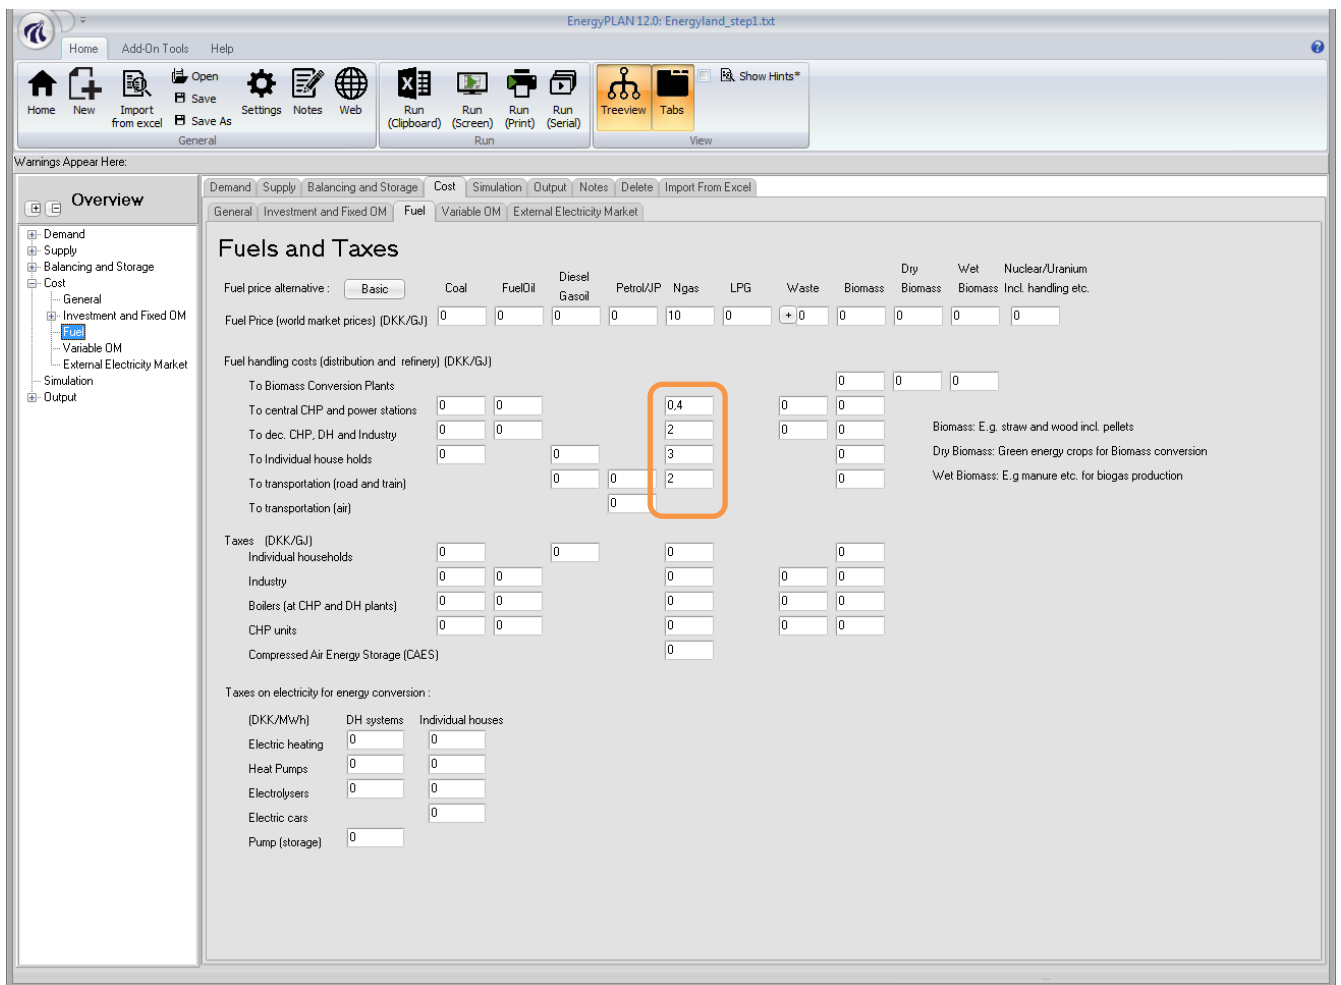 EnergyPLAN 12.0: Energyland_step1.txt
Home Add-On Tools Help
Home New Import from excel Open Save Save As Settings Notes Web Run (Clipboard) Run (Screen) Run (Print) Run (Serial) Treeview Tabs Show Hints*
General Run View
Warnings Appear Here:
Overview
Demand
Supply
Balancing and Storage
Cost
General
Investment and Fixed OM
Fuel
Variable OM
External Electricity Market
Simulation
Output
Demand Supply Balancing and Storage Cost Simulation Output Notes Delete Import From Excel
General Investment and Fixed OM Fuel Variable OM External Electricity Market
Fuels and Taxes
Fuel price alternative : Basic Coal FuelOil Diesel Gasoil Petrol/JP Ngas LPG Waste Biomass Dry Biomass Wet Biomass Nuclear/Uranium Incl. handling etc.
Fuel Price (world market prices) (DKK/GJ) 0 0 0 0 10 0 + 0 0 0 0 0
Fuel handling costs (distribution and refinery) (DKK/GJ)
To Biomass Conversion Plants 0 0 0
To central CHP and power stations 0 0 0,4 0 0
To dec. CHP, DH and Industry 0 0 2 0 0
To Individual house holds 0 0 3 0
To transportation (road and train) 0 0 2 0
To transportation (air) 0
Biomass: E.g. straw and wood incl. pellets
Dry Biomass: Green energy crops for Biomass conversion
Wet Biomass: E.g manure etc. for biogas production
Taxes (DKK/GJ)
Individual households 0 0 0 0
Industry 0 0 0 0 0
Boilers (at CHP and DH plants) 0 0 0 0 0
CHP units 0 0 0 0 0
Compressed Air Energy Storage (CAES) 0
Taxes on electricity for energy conversion :
(DKK/MWh) DH systems Individual houses
Electric heating 0 0
Heat Pumps 0 0
Electrolysers 0 0
Electric cars 0
Pump (storage) 0